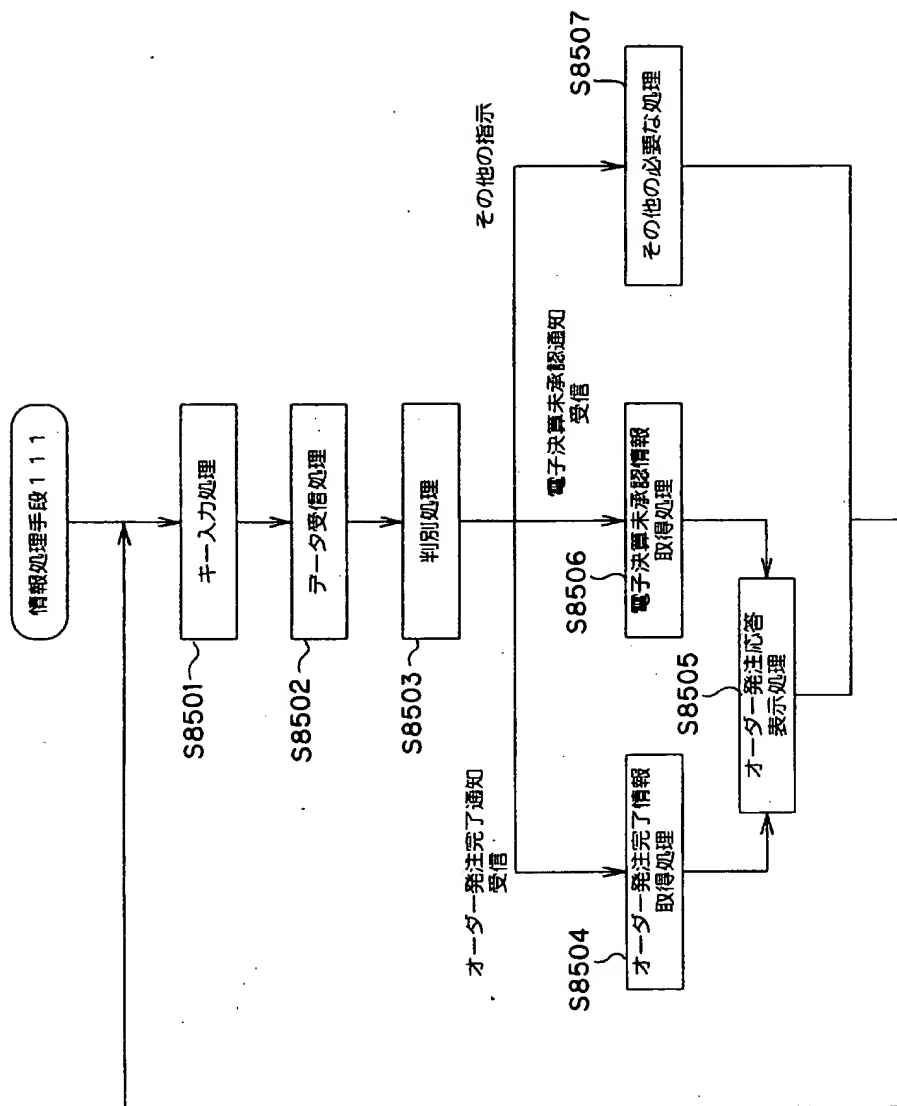 情報処理手段111
キー入力処理
S8501
データ受信処理
S8502
判別処理
S8503
オーダー発注完了通知
受信
電子決算未承認通知
受信
その他の指示
S8504
オーダー発注完了情報
取得処理
S8506
電子決算未承認情報
取得処理
S8507
その他の必要な処理
S8505
オーダー発注応答
表示処理